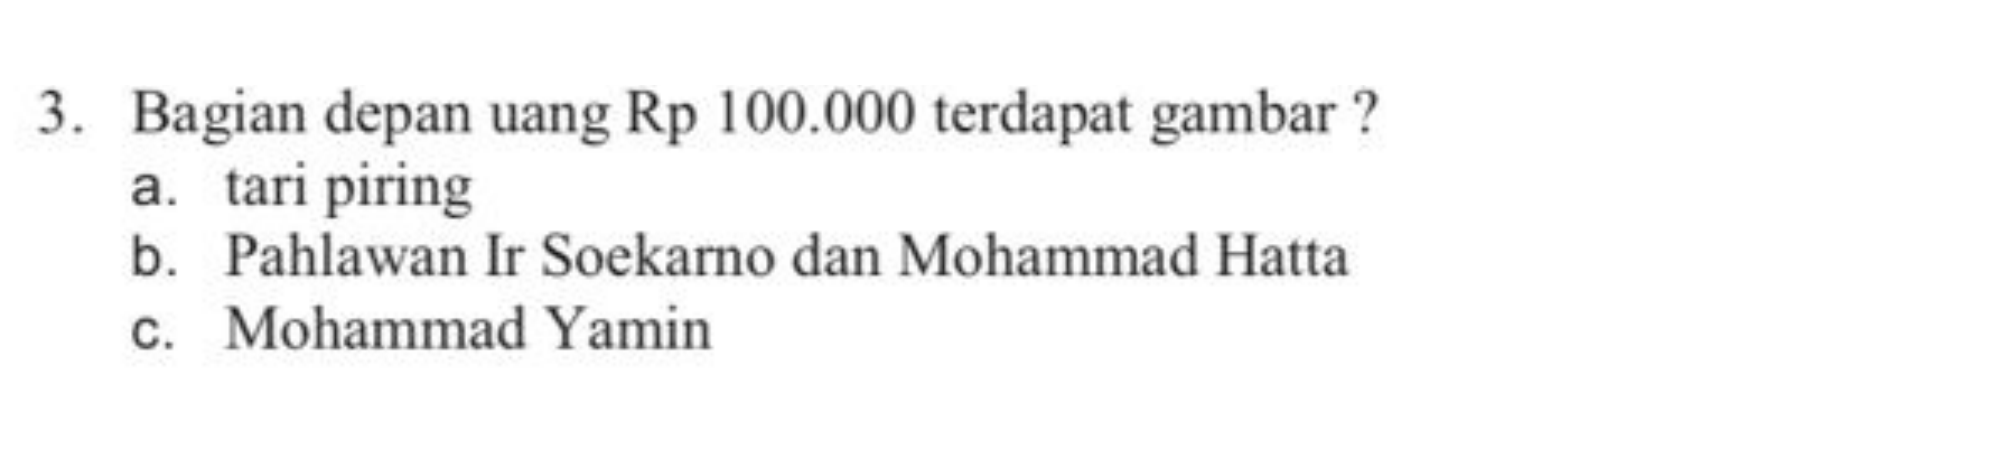 3. Bagian depan uang Rp 100.000 terdapat gambar ?
a. tari piring
b. Pahlawan Ir Soekarno dan Mohammad Hatta
c. Mohammad Yamin